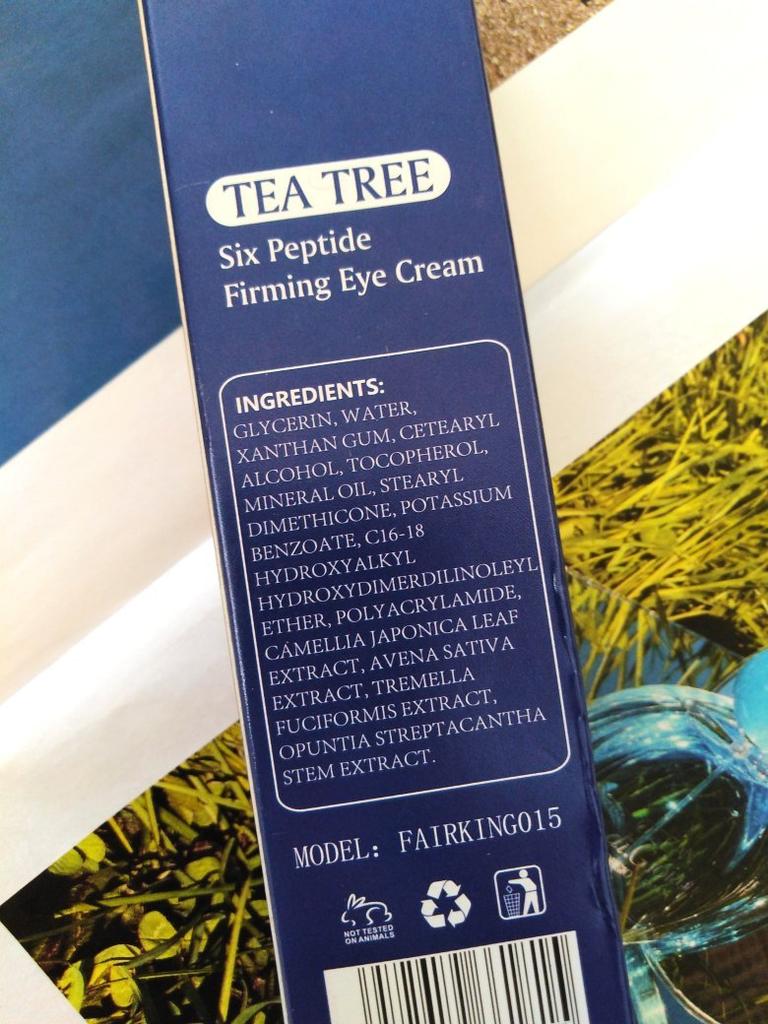 TEA TREE
Six Peptide
Firming Eye Cream
INGREDIENTS:
GLYCERIN, WATER,
XANTHAN GUM, CETEARYL
ALCOHOL, TOCOPHEROL,
MINERAL OIL, STEARYL
DIMETHICONE, POTASSIUM
BENZOATE, C16-18
HYDROXYALKYL
HYDROXYDIMERDILINOLEYL
ETHER, POLYACRYLAMIDE,
CAMELLIA JAPONICA LEAF
EXTRACT, AVENA SATIVA
EXTRACT, TREMELLA
FUCIFORMIS EXTRACT,
OPUNTIA STREPTACANTHA
STEM EXTRACT.
MODEL: FAIRKING015
NOT TESTED
ON ANIMALS